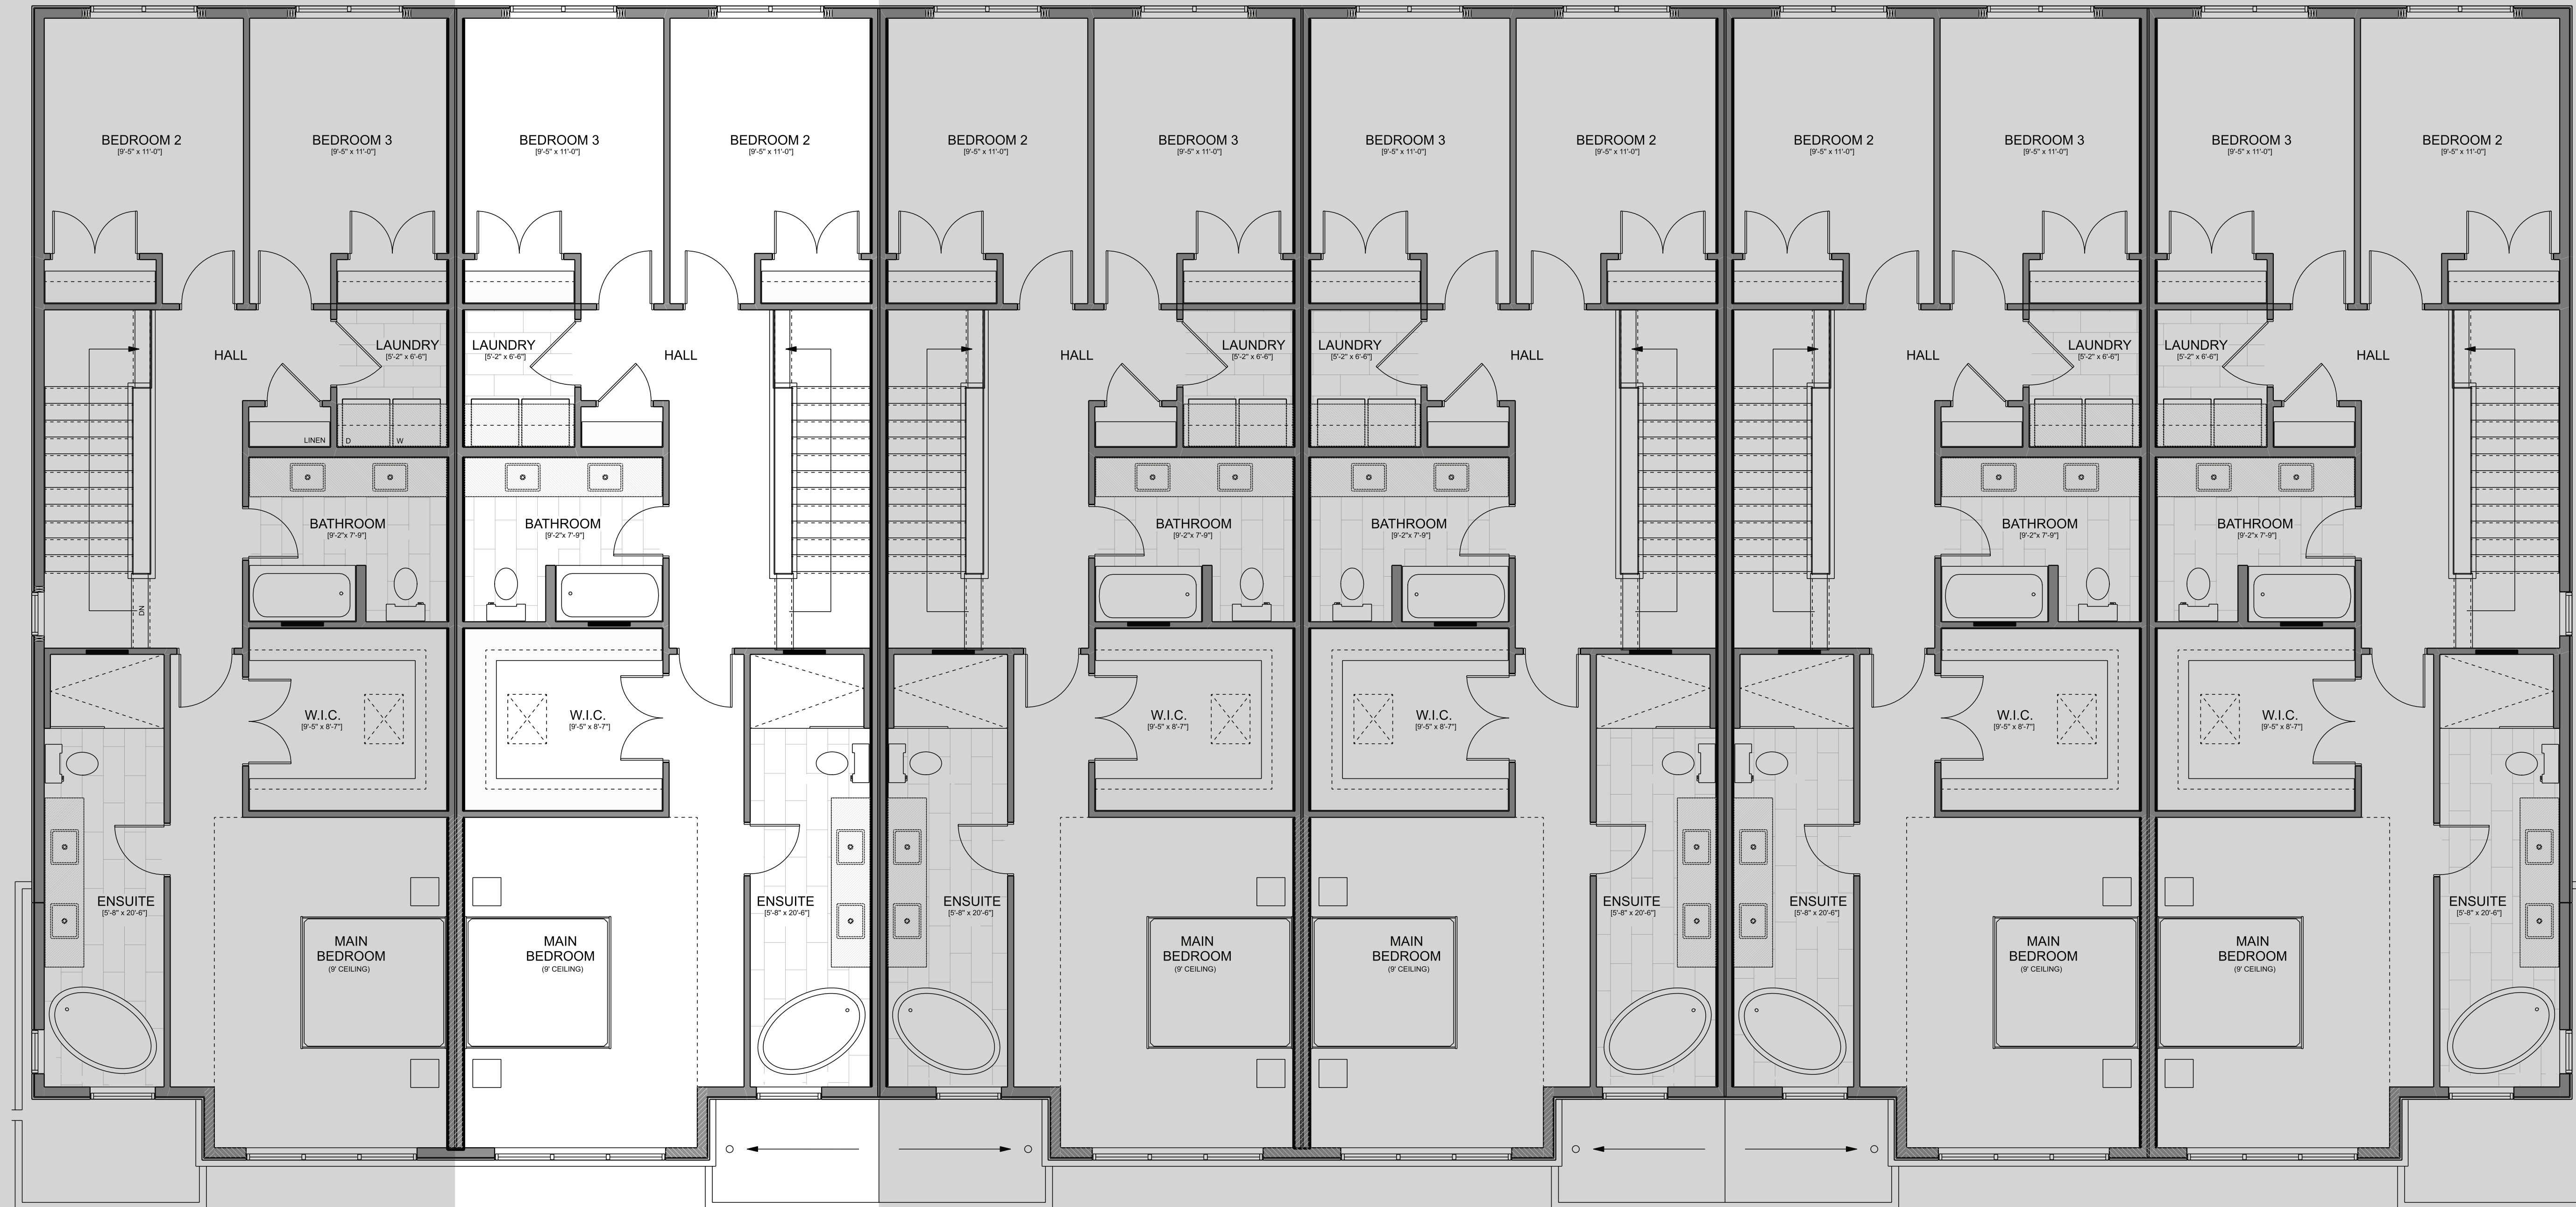 BEDROOM 2
[9'-5" x 11'-0"]
BEDROOM 3
[9'-5" x 11'-0"]
BEDROOM 3
[9'-5" x 11'-0"]
BEDROOM 2
[9'-5" x 11'-0"]
BEDROOM 2
[9'-5" x 11'-0"]
BEDROOM 3
[9'-5" x 11'-0"]
BEDROOM 3
[9'-5" x 11'-0"]
BEDROOM 2
[9'-5" x 11'-0"]
BEDROOM 2
[9'-5" x 11'-0"]
BEDROOM 3
[9'-5" x 11'-0"]
BEDROOM 3
[9'-5" x 11'-0"]
BEDROOM 2
[9'-5" x 11'-0"]
HALL
LAUNDRY
[5'-2" x 6'-6"]
LAUNDRY
[5'-2" x 6'-6"]
HALL
HALL
LAUNDRY
[5'-2" x 6'-6"]
LAUNDRY
[5'-2" x 6'-6"]
HALL
HALL
LAUNDRY
[5'-2" x 6'-6"]
LAUNDRY
[5'-2" x 6'-6"]
HALL
LINEN
D
W
BATHROOM
[9'-2"x 7'-9"]
BATHROOM
[9'-2"x 7'-9"]
BATHROOM
[9'-2"x 7'-9"]
BATHROOM
[9'-2"x 7'-9"]
BATHROOM
[9'-2"x 7'-9"]
BATHROOM
[9'-2"x 7'-9"]
DN
W.I.C.
[9'-5" x 8'-7"]
W.I.C.
[9'-5" x 8'-7"]
W.I.C.
[9'-5" x 8'-7"]
W.I.C.
[9'-5" x 8'-7"]
W.I.C.
[9'-5" x 8'-7"]
W.I.C.
[9'-5" x 8'-7"]
ENSUITE
[5'-8" x 20'-6"]
ENSUITE
[5'-8" x 20'-6"]
ENSUITE
[5'-8" x 20'-6"]
ENSUITE
[5'-8" x 20'-6"]
ENSUITE
[5'-8" x 20'-6"]
ENSUITE
[5'-8" x 20'-6"]
MAIN
BEDROOM
(9' CEILING)
MAIN
BEDROOM
(9' CEILING)
MAIN
BEDROOM
(9' CEILING)
MAIN
BEDROOM
(9' CEILING)
MAIN
BEDROOM
(9' CEILING)
MAIN
BEDROOM
(9' CEILING)